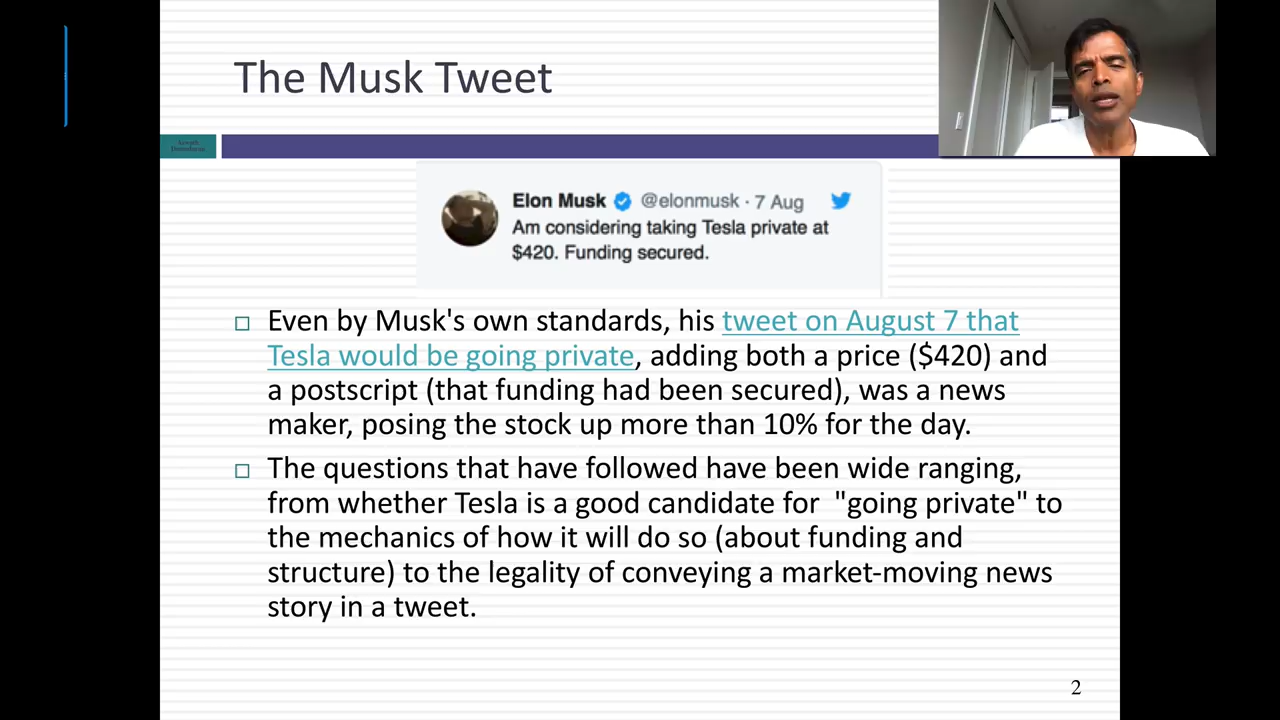 The Musk Tweet
Aswath
Damodaran
Elon Musk @elonmusk · 7 Aug
Am considering taking Tesla private at
$420. Funding secured.
□ Even by Musk's own standards, his tweet on August 7 that
Tesla would be going private, adding both a price ($420) and
a postscript (that funding had been secured), was a news
maker, posing the stock up more than 10% for the day.
□ The questions that have followed have been wide ranging,
from whether Tesla is a good candidate for "going private" to
the mechanics of how it will do so (about funding and
structure) to the legality of conveying a market-moving news
story in a tweet.
2